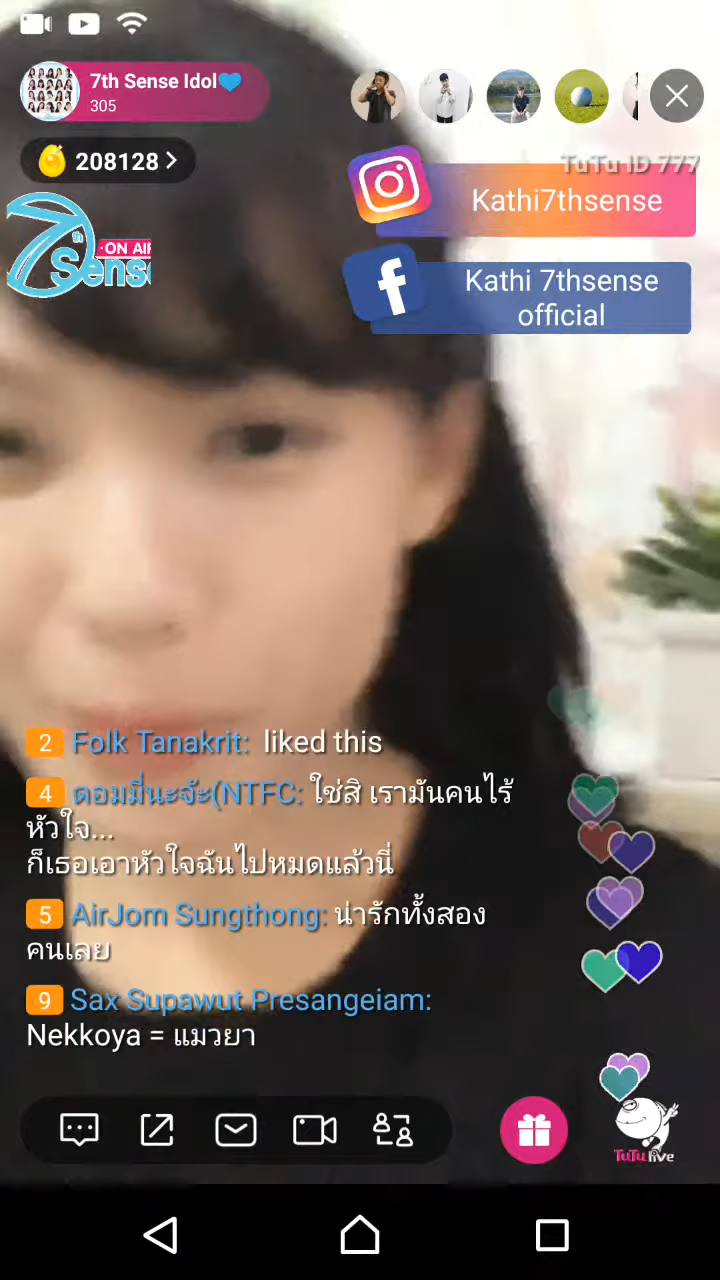 7th Sense Idol💙
305
208128
TuTu ID 777
Kathi7thsense
7th
Sense
·ON AIR
Kathi 7thsense
official
2 Folk Tanakrit: liked this
4 ดอมมี่นะจ้ะ(NTFC: ใช่สิ เรามันคนไร้
หัวใจ...
ก็เธอเอาหัวใจฉันไปหมดแล้วนี่
5 AirJom Sungthong: น่ารักทั้งสอง
คนเลย
9 Sax Supawut Presangeiam:
Nekkoya = แมวยา
TuTu live